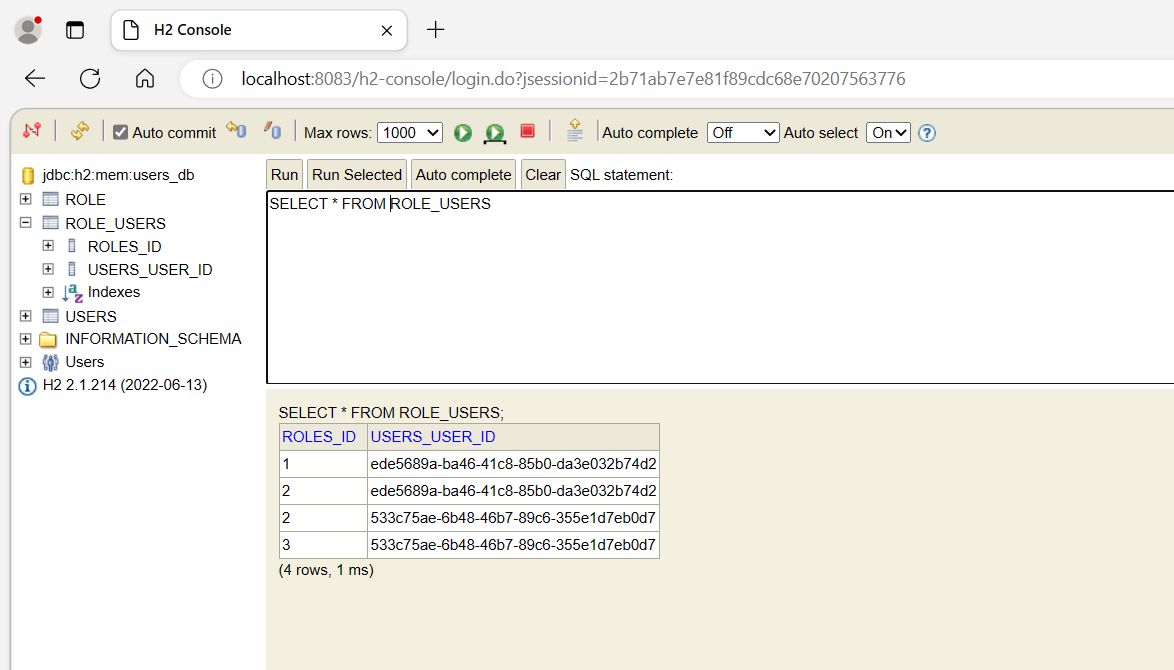 H2 Console
localhost:8083/h2-console/login.do?jsessionid=2b71ab7e7e81f89cdc68e70207563776
Auto commit Max rows: 1000 Auto complete Off Auto select On ?
jdbc:h2:mem:users_db
ROLE
ROLE_USERS
ROLES_ID
USERS_USER_ID
Indexes
USERS
INFORMATION_SCHEMA
Users
H2 2.1.214 (2022-06-13)
Run Run Selected Auto complete Clear SQL statement:
SELECT * FROM ROLE_USERS
SELECT * FROM ROLE_USERS;
ROLES_ID USERS_USER_ID
1 ede5689a-ba46-41c8-85b0-da3e032b74d2
2 ede5689a-ba46-41c8-85b0-da3e032b74d2
2 533c75ae-6b48-46b7-89c6-355e1d7eb0d7
3 533c75ae-6b48-46b7-89c6-355e1d7eb0d7
(4 rows, 1 ms)